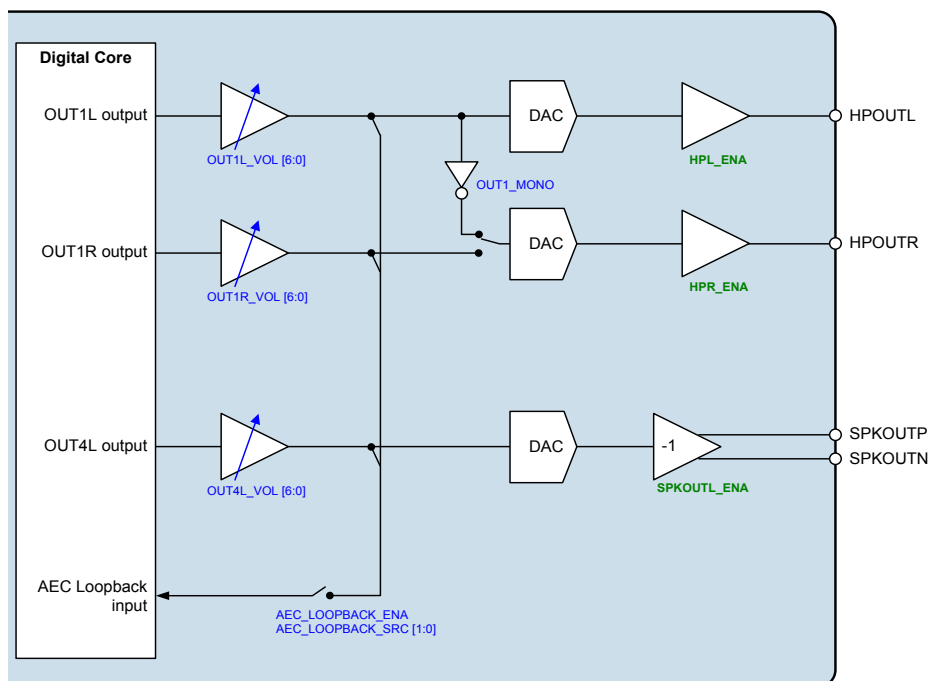 Digital Core
OUT1L output
OUT1L_VOL [6:0]
DAC
HPL_ENA
HPOUTL
OUT1_MONO
OUT1R output
OUT1R_VOL [6:0]
DAC
HPR_ENA
HPOUTR
OUT4L output
OUT4L_VOL [6:0]
DAC
-1
SPKOUTL_ENA
SPKOUTP
SPKOUTN
AEC Loopback
input
AEC_LOOPBACK_ENA
AEC_LOOPBACK_SRC [1:0]